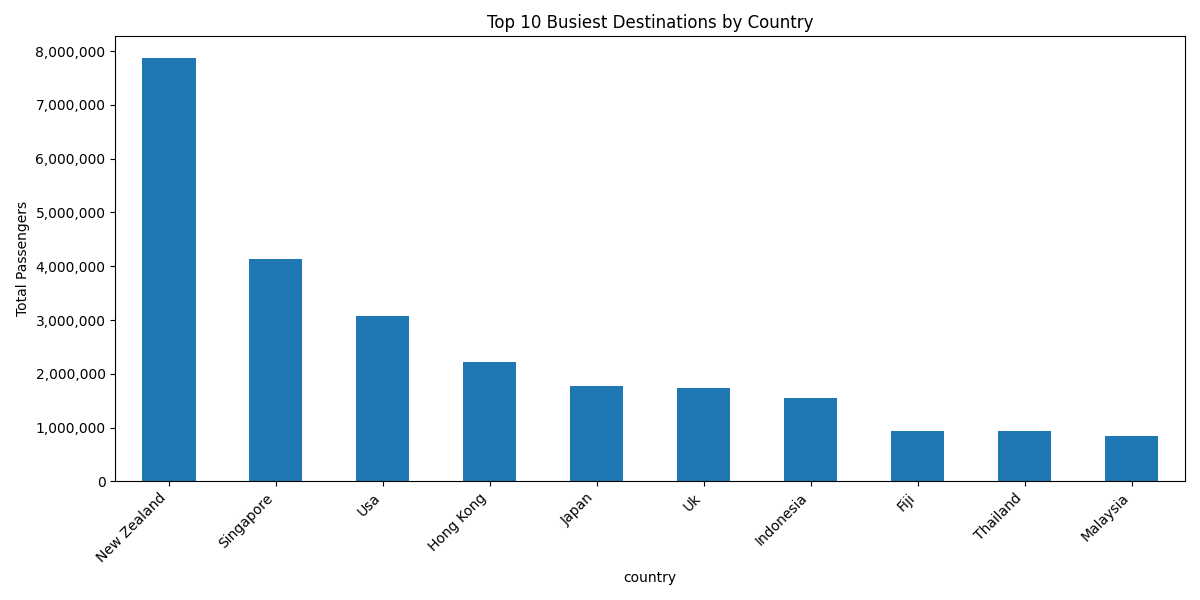 Top 10 Busiest Destinations by Country
Total Passengers
8,000,000
7,000,000
6,000,000
5,000,000
4,000,000
3,000,000
2,000,000
1,000,000
0
New Zealand
Singapore
Usa
Hong Kong
Japan
Uk
Indonesia
Fiji
Thailand
Malaysia
country